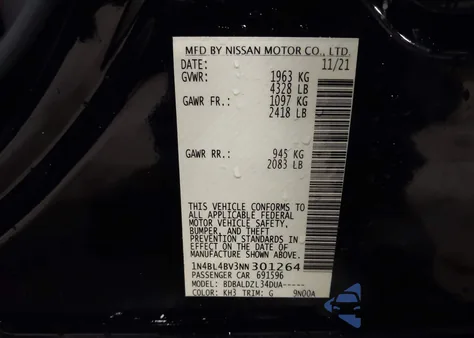 MFD BY NISSAN MOTOR CO., LTD.
DATE: 11/21
GVWR: 1963 KG
4328 LB
GAWR FR.: 1097 KG
2418 LB
GAWR RR.: 945 KG
2083 LB
THIS VEHICLE CONFORMS TO
ALL APPLICABLE FEDERAL
MOTOR VEHICLE SAFETY,
BUMPER, AND THEFT
PREVENTION STANDARDS IN
EFFECT ON THE DATE OF
MANUFACTURE SHOWN ABOVE.
1N4BL4BV3NN301264
PASSENGER CAR 691596
MODEL: BDBALDZL34DUA-----
COLOR: KH3 TRIM: G 9N00A